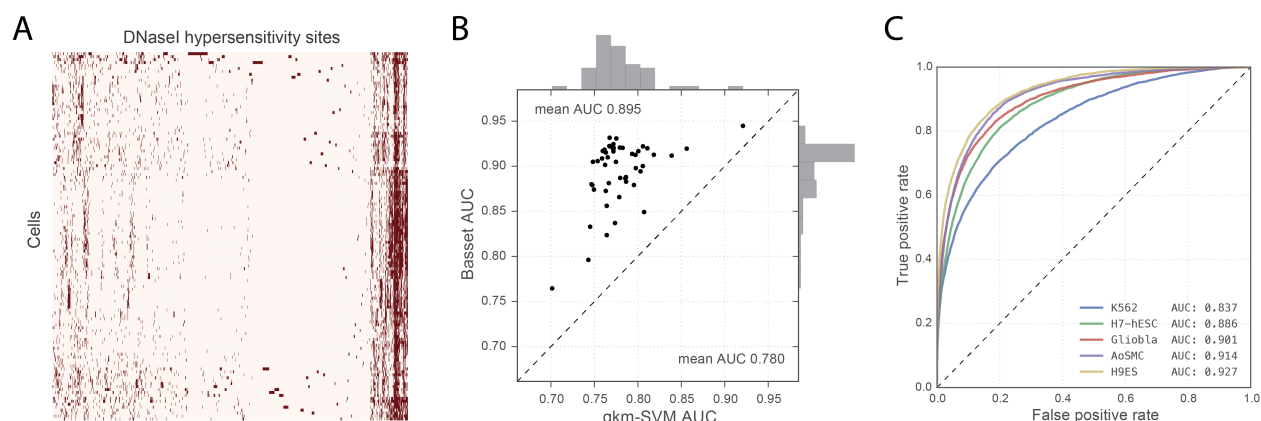 A
DNaseI hypersensitivity sites
Cells
B
mean AUC 0.895
0.95
0.90
0.85
0.80
0.75
0.70
Basset AUC
mean AUC 0.780
0.70 0.75 0.80 0.85 0.90 0.95
gkm-SVM AUC
C
1.0
0.8
0.6
0.4
0.2
0.0
True positive rate
K562 AUC: 0.837
H7-hESC AUC: 0.886
Gliobla AUC: 0.901
AoSMC AUC: 0.914
H9ES AUC: 0.927
0.0 0.2 0.4 0.6 0.8 1.0
False positive rate